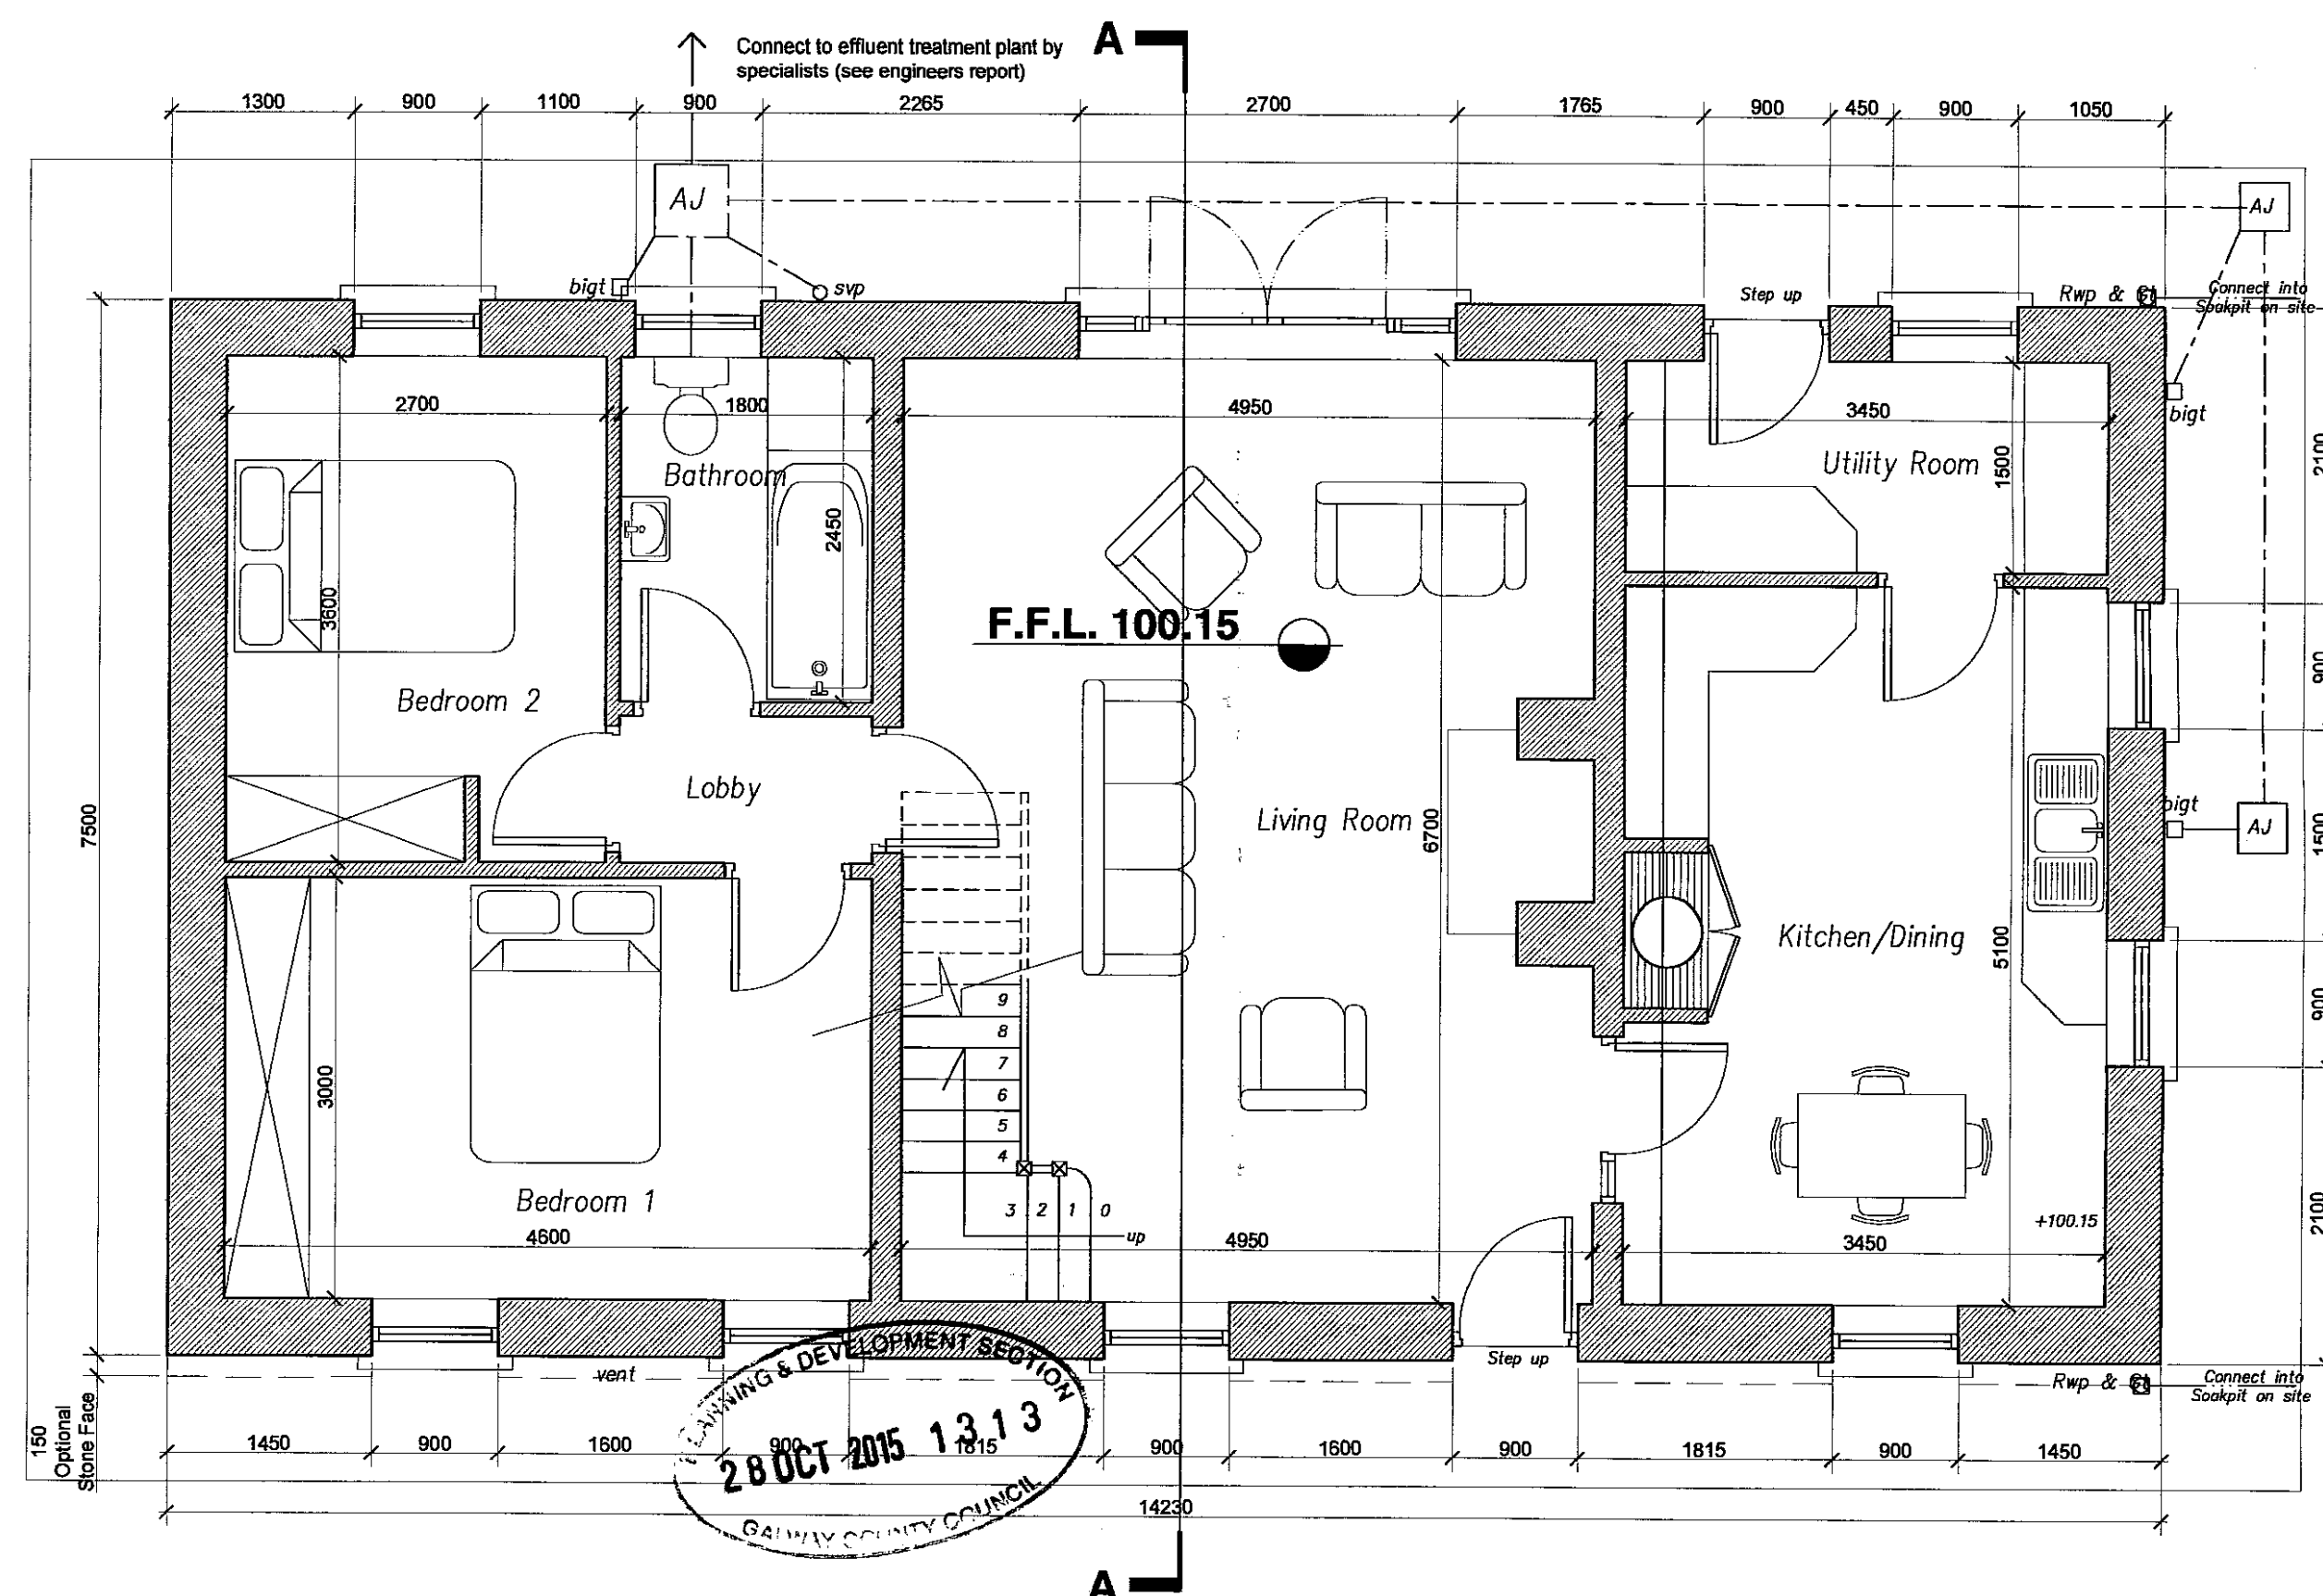 Connect to effluent treatment plant by
specialists (see engineers report)
A
1300 900 1100 900 2265 2700 1765 900 450 900 1050
AJ
AJ
bigt
svp
Step up
Rwp &
Connect into
Soakpit on site
2700 1800 4950 3450
bigt
Bathroom
Utility Room
1500
2100
2450
3600
F.F.L. 100.15
900
Bedroom 2
Lobby
Living Room
6700
7500
bigt
AJ
1500
Kitchen/Dining
5100
900
9
8
7
6
5
4
3 2 1 0
up
3000
Bedroom 1
4600 4950 3450
+100.15
2100
vent
Step up
Rwp &
Connect into
Soakpit on site
150
Optional
Stone Face
PLANNING & DEVELOPMENT SECTION
28 OCT 2015 1313
GALWAY COUNTY COUNCIL
1450 900 1600 900 1815 900 1600 900 1815 900 1450
14230
A